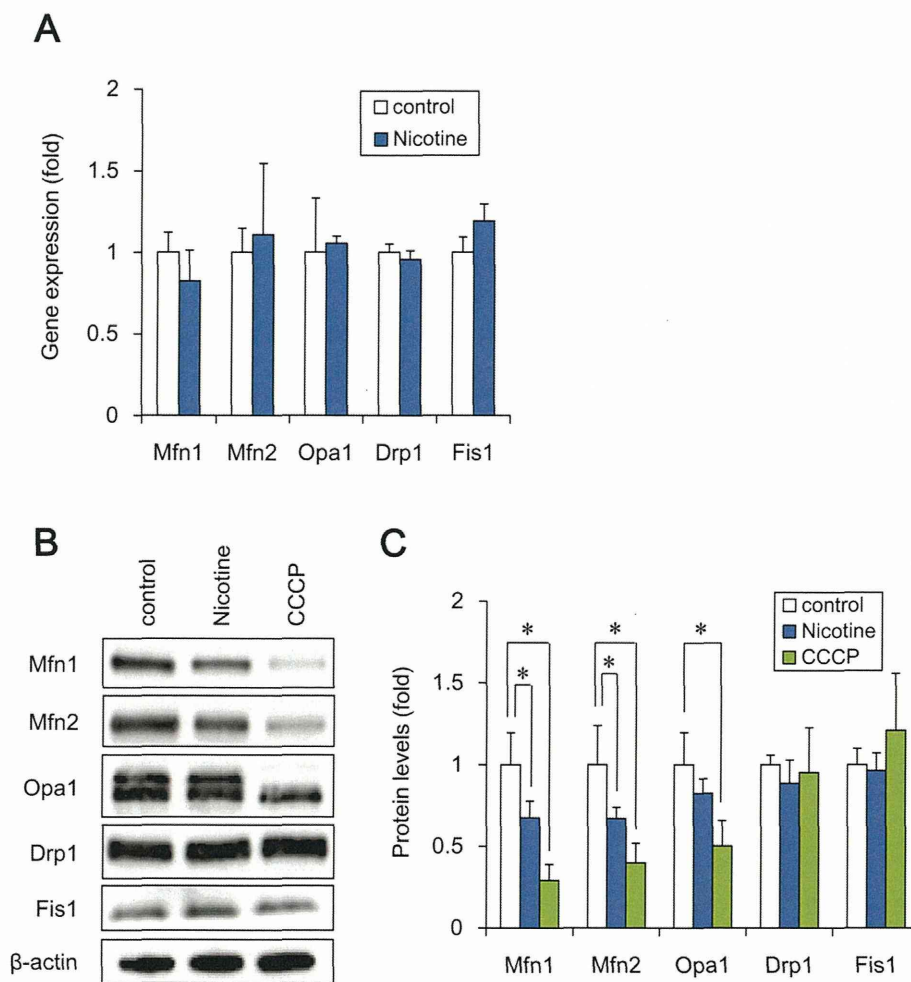 A
2
1.5
1
0.5
0
Gene expression (fold)
control
Nicotine
Mfn1 Mfn2 Opa1 Drp1 Fis1
B
control Nicotine CCCP
Mfn1
Mfn2
Opa1
Drp1
Fis1
β-actin
C
2
1.5
1
0.5
0
Protein levels (fold)
control
Nicotine
CCCP
* * *
* *
Mfn1 Mfn2 Opa1 Drp1 Fis1